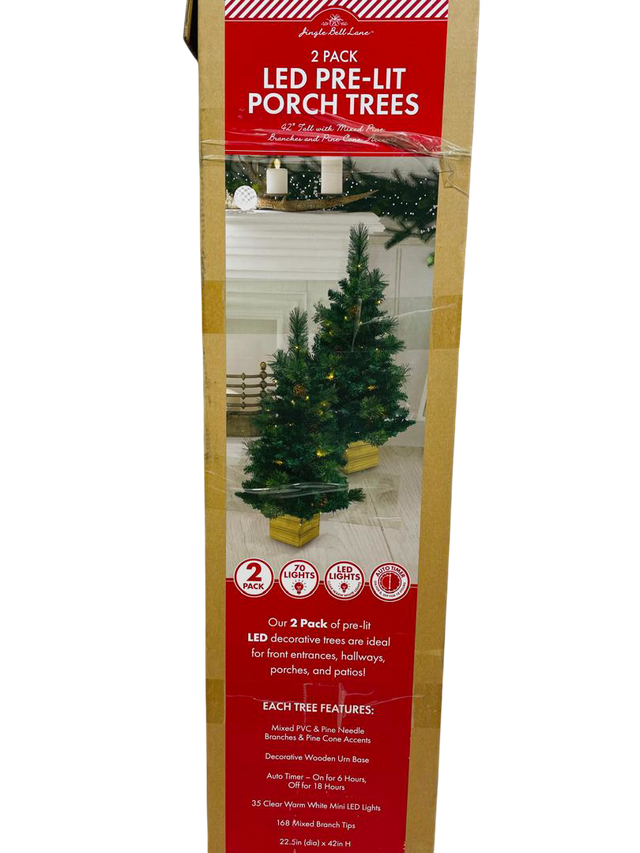 Jingle Bell Lane
2 PACK
LED PRE-LIT
PORCH TREES
42" Tall with Mixed Pine
Branches and Pine Cone
2
PACK
70
LIGHTS
LED
LIGHTS
AUTO TIMER
Our 2 Pack of pre-lit
LED decorative trees are ideal
for front entrances, hallways,
porches, and patios!
EACH TREE FEATURES:
Mixed PVC & Pine Needle
Branches & Pine Cone Accents
Decorative Wooden Urn Base
Auto Timer – On for 6 Hours,
Off for 18 Hours
35 Clear Warm White Mini LED Lights
168 Mixed Branch Tips
22.5in (dia) x 42in H